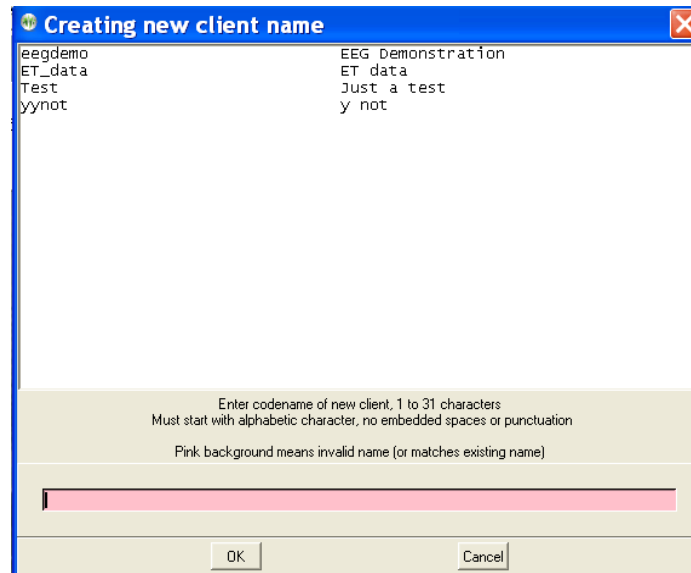 Creating new client name
eegdemo EEG Demonstration
ET_data ET data
Test Just a test
yynot y not
Enter codename of new client, 1 to 31 characters
Must start with alphabetic character, no embedded spaces or punctuation
Pink background means invalid name (or matches existing name)
OK Cancel